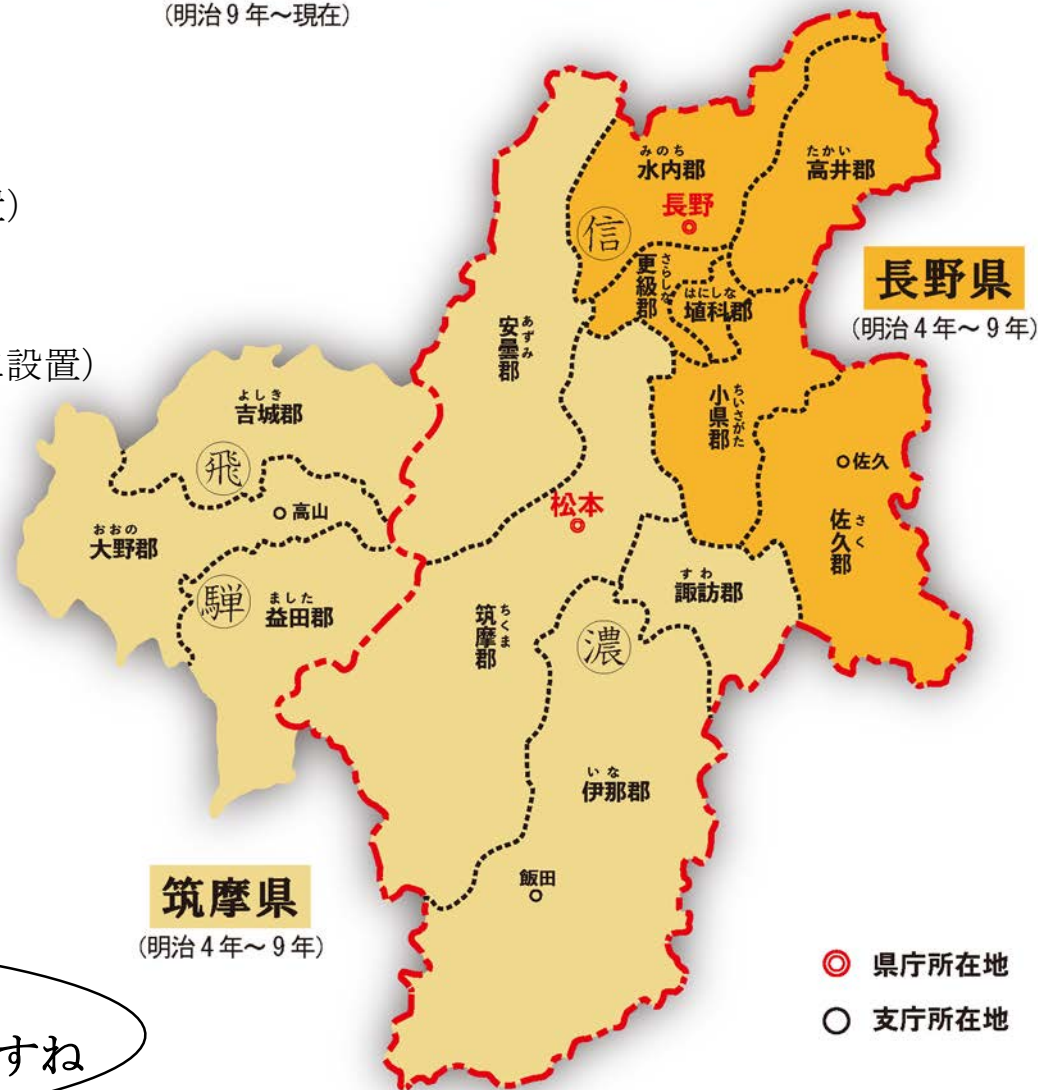 (明治9年～現在)
置)
設置)
みのち
水内郡
たかい
高井郡
長野
信
さらしな
更級郡
はにしな
埴科郡
長野県
(明治4年～9年)
あずみ
安曇郡
ちいさがた
小県郡
よしき
吉城郡
飛
高山
おおの
大野郡
騨
ました
益田郡
松本
佐久
さく
佐久郡
すわ
諏訪郡
ちくま
筑摩郡
濃
いな
伊那郡
飯田
筑摩県
(明治4年～9年)
県庁所在地
支庁所在地
すね